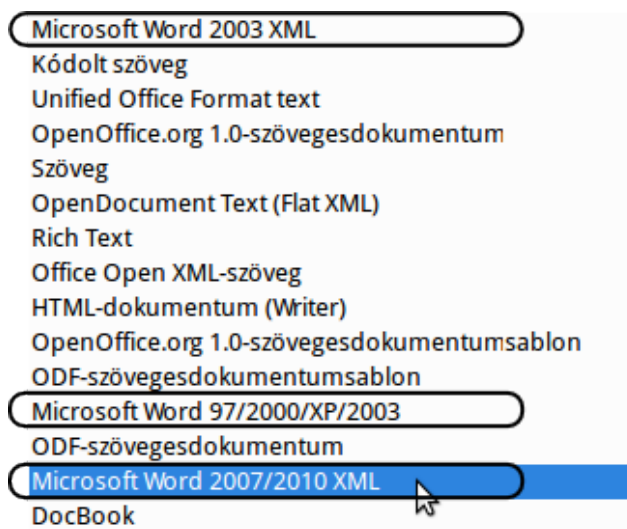 Microsoft Word 2003 XML
Kódolt szöveg
Unified Office Format text
OpenOffice.org 1.0-szövegesdokumentum
Szöveg
OpenDocument Text (Flat XML)
Rich Text
Office Open XML-szöveg
HTML-dokumentum (Writer)
OpenOffice.org 1.0-szövegesdokumentumsablon
ODF-szövegesdokumentumsablon
Microsoft Word 97/2000/XP/2003
ODF-szövegesdokumentum
Microsoft Word 2007/2010 XML
DocBook